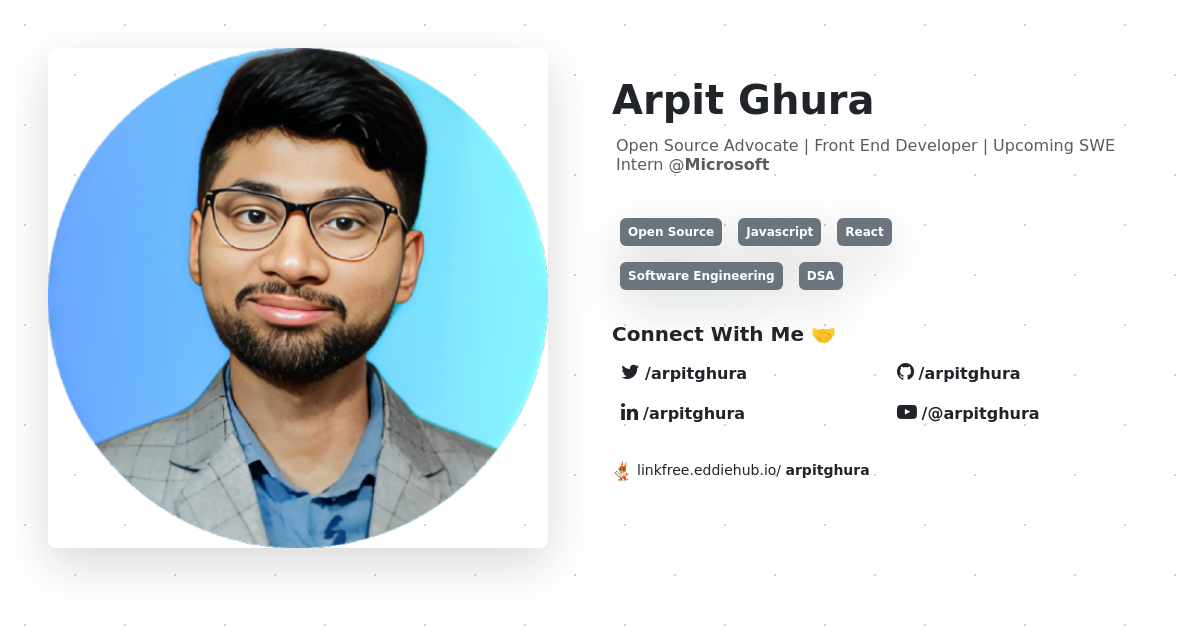 Arpit Ghura
Open Source Advocate | Front End Developer | Upcoming SWE
Intern @Microsoft
Open Source Javascript React
Software Engineering DSA
Connect With Me 🤝
/arpitghura /arpitghura
/arpitghura /@arpitghura
linkfree.eddiehub.io/ arpitghura